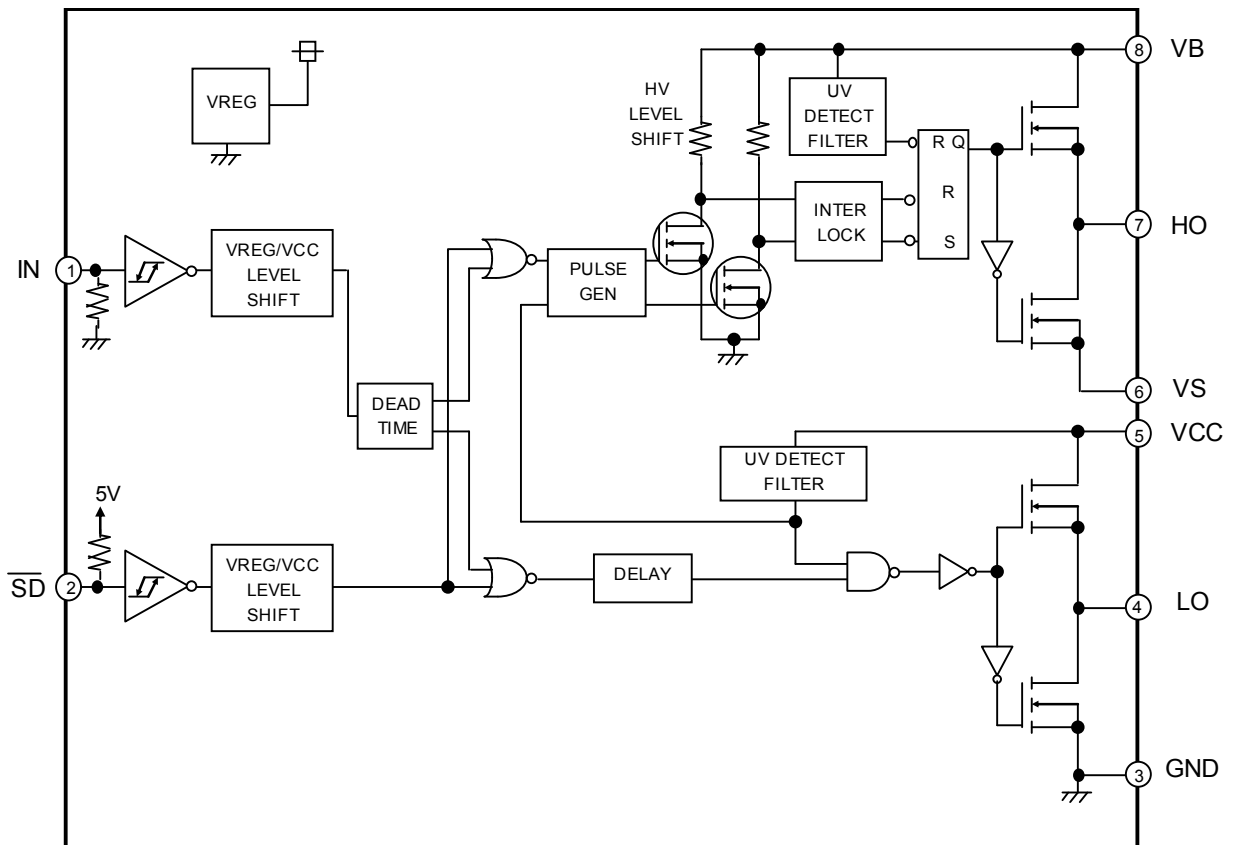 VREG
HV
LEVEL
SHIFT
UV
DETECT
FILTER
R Q
R
S
INTER
LOCK
8 VB
7 HO
6 VS
5 VCC
4 LO
3 GND
IN 1
VREG/VCC
LEVEL
SHIFT
PULSE
GEN
DEAD
TIME
UV DETECT
FILTER
5V
SD 2
VREG/VCC
LEVEL
SHIFT
DELAY